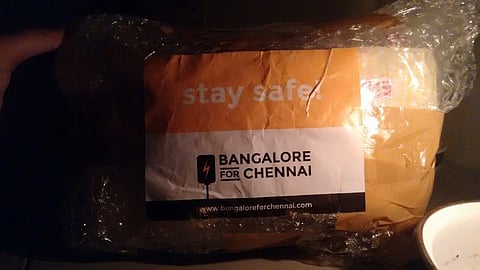 stay safe!
BANGALORE
FOR CHENNAI
www.bangaloreforchennai.com